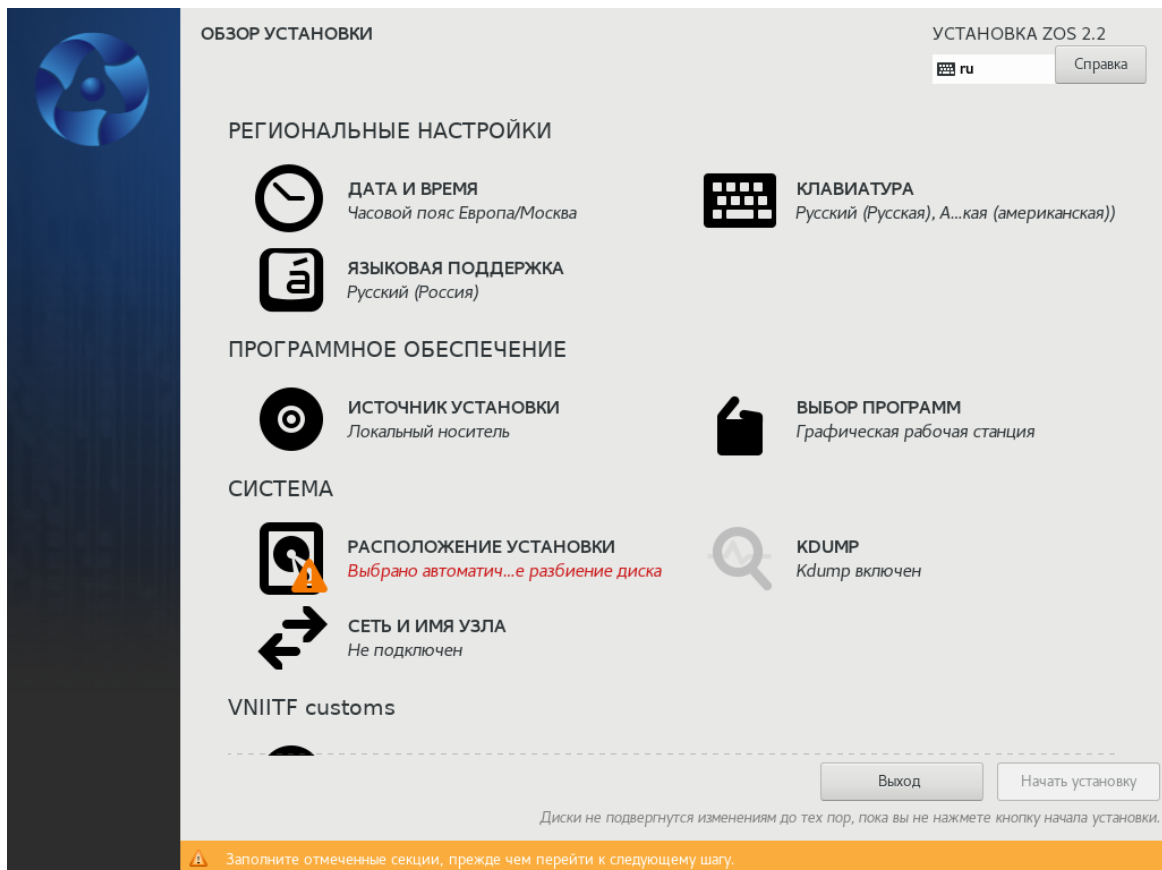 ОБЗОР УСТАНОВКИ
УСТАНОВКА ZOS 2.2
ru
Справка
РЕГИОНАЛЬНЫЕ НАСТРОЙКИ
ДАТА И ВРЕМЯ
Часовой пояс Европа/Москва
КЛАВИАТУРА
Русский (Русская), А...кая (американская))
ЯЗЫКОВАЯ ПОДДЕРЖКА
Русский (Россия)
ПРОГРАММНОЕ ОБЕСПЕЧЕНИЕ
ИСТОЧНИК УСТАНОВКИ
Локальный носитель
ВЫБОР ПРОГРАММ
Графическая рабочая станция
СИСТЕМА
РАСПОЛОЖЕНИЕ УСТАНОВКИ
Выбрано автоматич...е разбиение диска
KDUMP
Kdump включен
СЕТЬ И ИМЯ УЗЛА
Не подключен
VNIITF customs
Выход
Начать установку
Диски не подвергнутся изменениям до тех пор, пока вы не нажмете кнопку начала установки.
Заполните отмеченные секции, прежде чем перейти к следующему шагу.